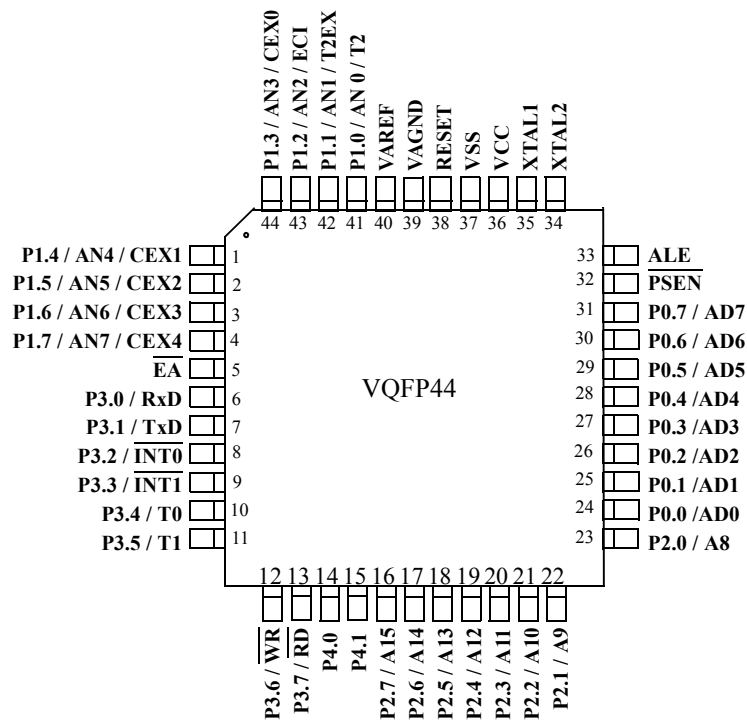 P1.3 / AN3 / CEX0
P1.2 / AN2 / ECI
P1.1 / AN1 / T2EX
P1.0 / AN 0 / T2
VAREF
VAGND
RESET
VSS
VCC
XTAL1
XTAL2
44 43 42 41 40 39 38 37 36 35 34
P1.4 / AN4 / CEX1 1
P1.5 / AN5 / CEX2 2
P1.6 / AN6 / CEX3 3
P1.7 / AN7 / CEX4 4
E̅A̅ 5
P3.0 / RxD 6
P3.1 / TxD 7
P3.2 / I̅N̅T̅0̅ 8
P3.3 / I̅N̅T̅1̅ 9
P3.4 / T0 10
P3.5 / T1 11
VQFP44
33 ALE
32 P̅S̅E̅N̅
31 P0.7 / AD7
30 P0.6 / AD6
29 P0.5 / AD5
28 P0.4 /AD4
27 P0.3 /AD3
26 P0.2 /AD2
25 P0.1 /AD1
24 P0.0 /AD0
23 P2.0 / A8
12 13 14 15 16 17 18 19 20 21 22
P3.6 / W̅R̅
P3.7 / R̅D̅
P4.0
P4.1
P2.7 / A15
P2.6 / A14
P2.5 / A13
P2.4 / A12
P2.3 / A11
P2.2 / A10
P2.1 / A9